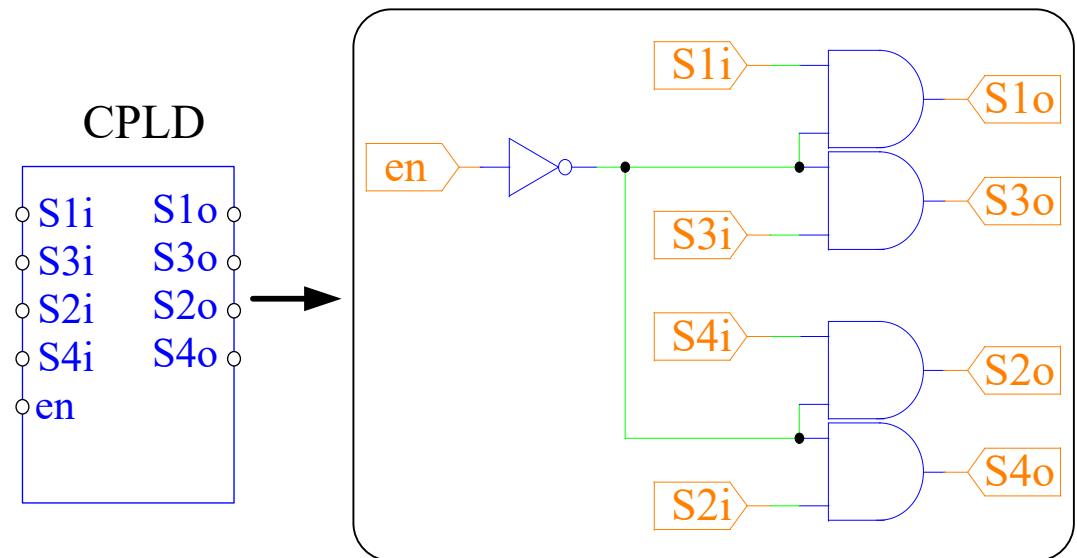 CPLD
S1i S1o
S3i S3o
S2i S2o
S4i S4o
en
S1i
S1o
en
S3o
S3i
S4i
S2o
S4o
S2i